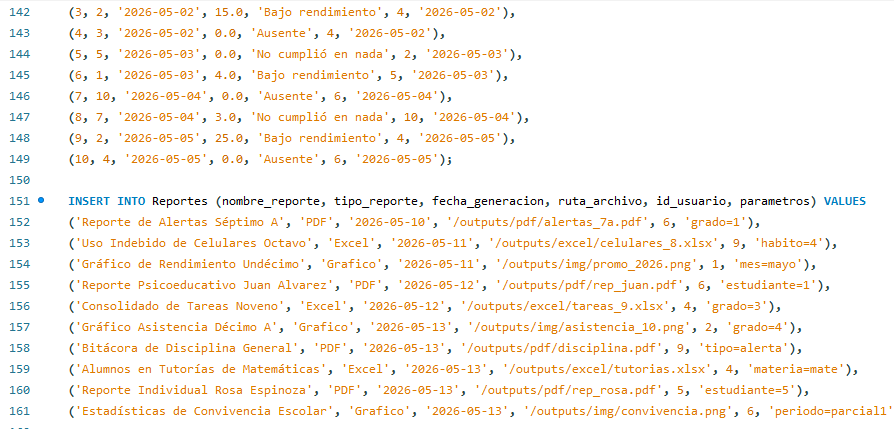 142 (3, 2, '2026-05-02', 15.0, 'Bajo rendimiento', 4, '2026-05-02'),
143 (4, 3, '2026-05-02', 0.0, 'Ausente', 4, '2026-05-02'),
144 (5, 5, '2026-05-03', 0.0, 'No cumplió en nada', 2, '2026-05-03'),
145 (6, 1, '2026-05-03', 4.0, 'Bajo rendimiento', 5, '2026-05-03'),
146 (7, 10, '2026-05-04', 0.0, 'Ausente', 6, '2026-05-04'),
147 (8, 7, '2026-05-04', 3.0, 'No cumplió en nada', 10, '2026-05-04'),
148 (9, 2, '2026-05-05', 25.0, 'Bajo rendimiento', 4, '2026-05-05'),
149 (10, 4, '2026-05-05', 0.0, 'Ausente', 6, '2026-05-05');
150
151 INSERT INTO Reportes (nombre_reporte, tipo_reporte, fecha_generacion, ruta_archivo, id_usuario, parametros) VALUES
152 ('Reporte de Alertas Séptimo A', 'PDF', '2026-05-10', '/outputs/pdf/alertas_7a.pdf', 6, 'grado=1'),
153 ('Uso Indebido de Celulares Octavo', 'Excel', '2026-05-11', '/outputs/excel/celulares_8.xlsx', 9, 'habito=4'),
154 ('Gráfico de Rendimiento Undécimo', 'Grafico', '2026-05-11', '/outputs/img/promo_2026.png', 1, 'mes=mayo'),
155 ('Reporte Psicoeducativo Juan Alvarez', 'PDF', '2026-05-12', '/outputs/pdf/rep_juan.pdf', 6, 'estudiante=1'),
156 ('Consolidado de Tareas Noveno', 'Excel', '2026-05-12', '/outputs/excel/tareas_9.xlsx', 4, 'grado=3'),
157 ('Gráfico Asistencia Décimo A', 'Grafico', '2026-05-13', '/outputs/img/asistencia_10.png', 2, 'grado=4'),
158 ('Bitácora de Disciplina General', 'PDF', '2026-05-13', '/outputs/pdf/disciplina.pdf', 9, 'tipo=alerta'),
159 ('Alumnos en Tutorías de Matemáticas', 'Excel', '2026-05-13', '/outputs/excel/tutorias.xlsx', 4, 'materia=mate'),
160 ('Reporte Individual Rosa Espinoza', 'PDF', '2026-05-13', '/outputs/pdf/rep_rosa.pdf', 5, 'estudiante=5'),
161 ('Estadísticas de Convivencia Escolar', 'Grafico', '2026-05-13', '/outputs/img/convivencia.png', 6, 'periodo=parcial1'